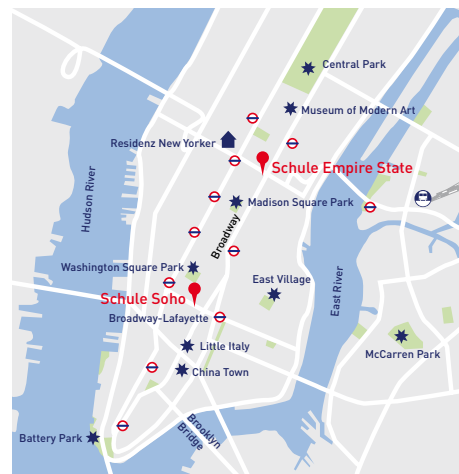 Central Park
Museum of Modern Art
Residenz New Yorker
Schule Empire State
Hudson River
Madison Square Park
Broadway
Washington Square Park
East Village
East River
Schule Soho
Broadway-Lafayette
Little Italy
McCarren Park
China Town
Brooklyn
Bridge
Battery Park